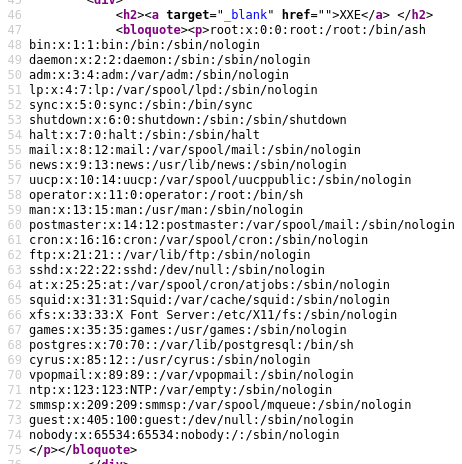 45 <div>
46 <h2><a target="_blank" href="">XXE</a> </h2>
47 <bloquote><p>root:x:0:0:root:/root:/bin/ash
48 bin:x:1:1:bin:/bin:/sbin/nologin
49 daemon:x:2:2:daemon:/sbin:/sbin/nologin
50 adm:x:3:4:adm:/var/adm:/sbin/nologin
51 lp:x:4:7:lp:/var/spool/lpd:/sbin/nologin
52 sync:x:5:0:sync:/sbin:/bin/sync
53 shutdown:x:6:0:shutdown:/sbin:/sbin/shutdown
54 halt:x:7:0:halt:/sbin:/sbin/halt
55 mail:x:8:12:mail:/var/spool/mail:/sbin/nologin
56 news:x:9:13:news:/usr/lib/news:/sbin/nologin
57 uucp:x:10:14:uucp:/var/spool/uucppublic:/sbin/nologin
58 operator:x:11:0:operator:/root:/bin/sh
59 man:x:13:15:man:/usr/man:/sbin/nologin
60 postmaster:x:14:12:postmaster:/var/spool/mail:/sbin/nologin
61 cron:x:16:16:cron:/var/spool/cron:/sbin/nologin
62 ftp:x:21:21::/var/lib/ftp:/sbin/nologin
63 sshd:x:22:22:sshd:/dev/null:/sbin/nologin
64 at:x:25:25:at:/var/spool/cron/atjobs:/sbin/nologin
65 squid:x:31:31:Squid:/var/cache/squid:/sbin/nologin
66 xfs:x:33:33:X Font Server:/etc/X11/fs:/sbin/nologin
67 games:x:35:35:games:/usr/games:/sbin/nologin
68 postgres:x:70:70::/var/lib/postgresql:/bin/sh
69 cyrus:x:85:12::/usr/cyrus:/sbin/nologin
70 vpopmail:x:89:89::/var/vpopmail:/sbin/nologin
71 ntp:x:123:123:NTP:/var/empty:/sbin/nologin
72 smmsp:x:209:209:smmsp:/var/spool/mqueue:/sbin/nologin
73 guest:x:405:100:guest:/dev/null:/sbin/nologin
74 nobody:x:65534:65534:nobody:/:/sbin/nologin
75 </p></bloquote>
76 </div>